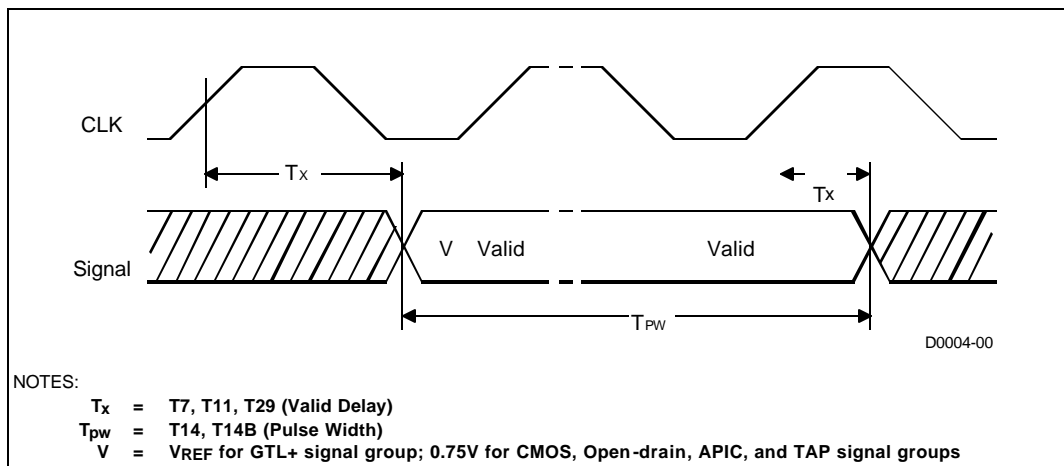 CLK
Tx
Tx
Signal
V Valid
Valid
TPW
D0004-00
NOTES:
Tx = T7, T11, T29 (Valid Delay)
Tpw = T14, T14B (Pulse Width)
V = VREF for GTL+ signal group; 0.75V for CMOS, Open-drain, APIC, and TAP signal groups